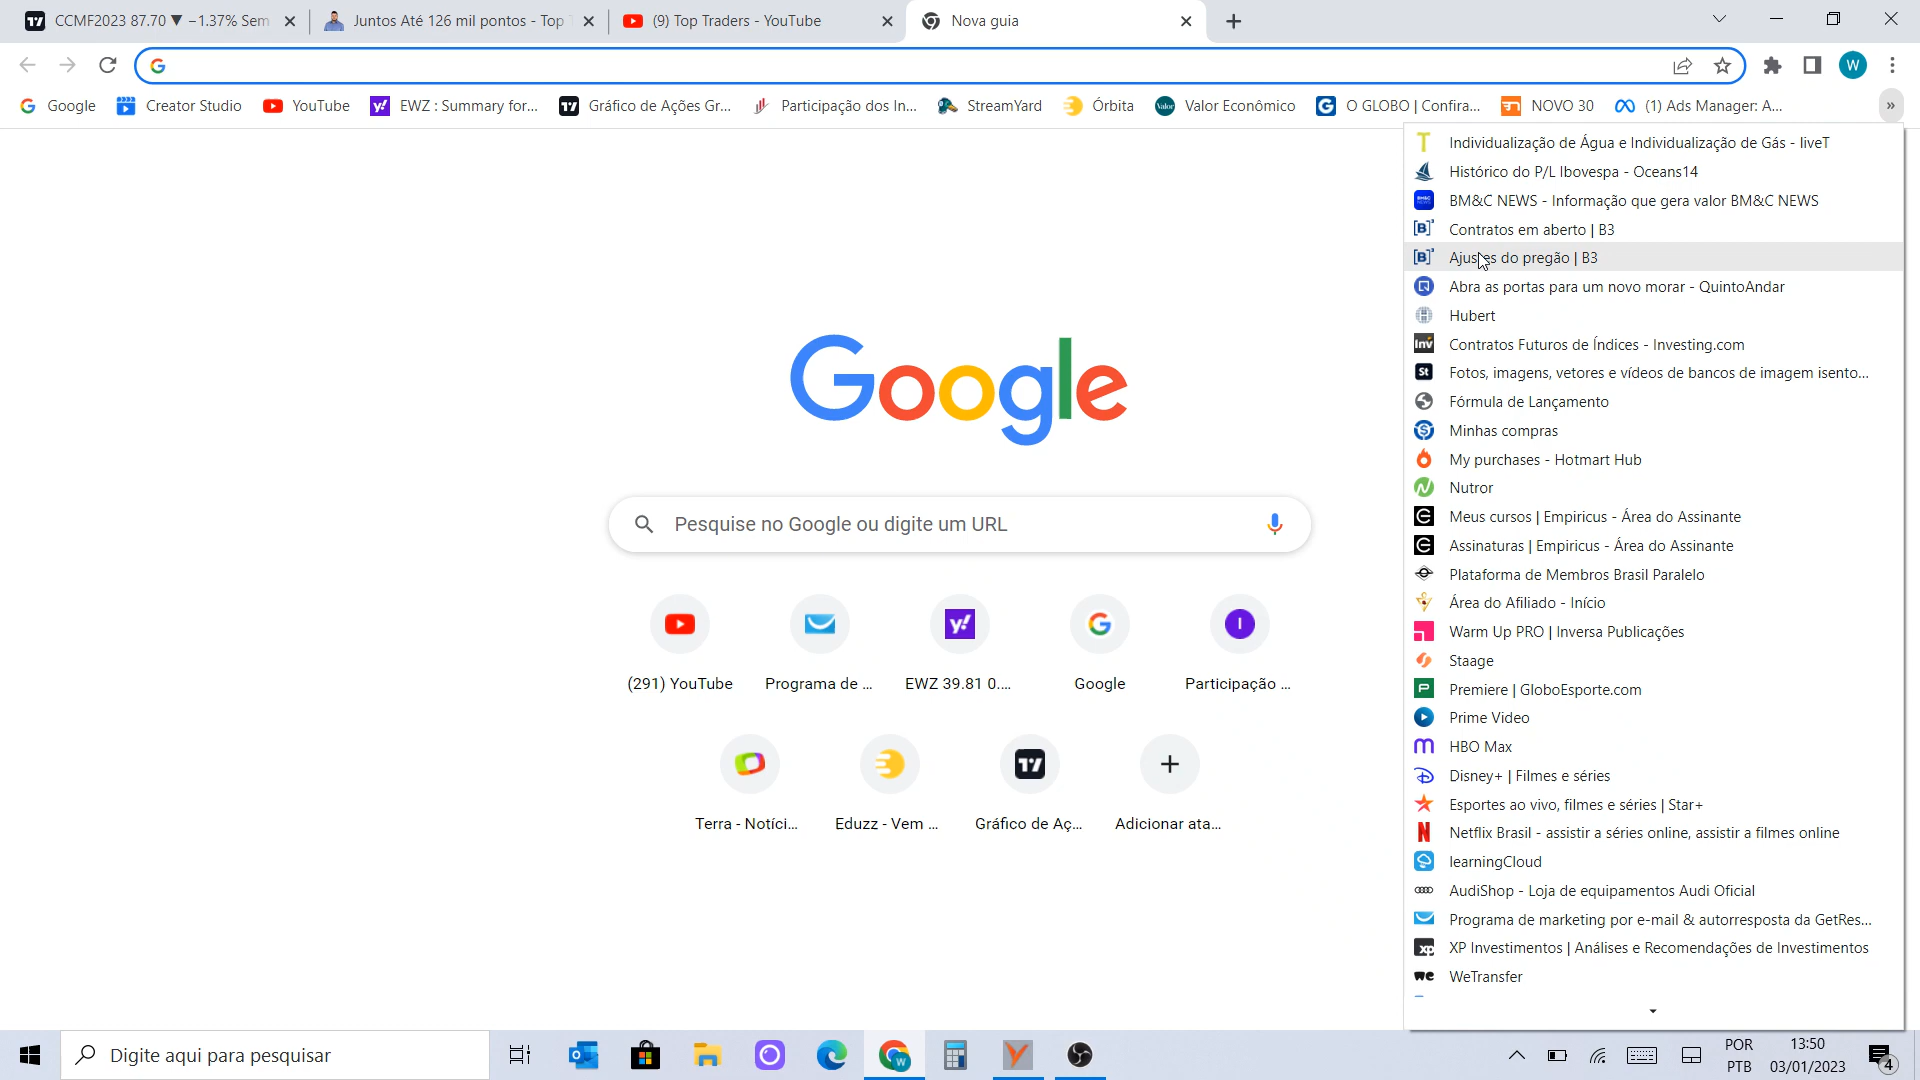 CCMF2023 87.70 ▼ −1.37% Sem
Juntos Até 126 mil pontos - Top
(9) Top Traders - YouTube
Nova guia
W
Google
Creator Studio
YouTube
EWZ : Summary for...
Gráfico de Ações Gr...
Participação dos In...
StreamYard
Órbita
Valor Econômico
O GLOBO | Confira...
NOVO 30
(1) Ads Manager: A...
»
Individualização de Água e Individualização de Gás - liveT
Histórico do P/L Ibovespa - Oceans14
BM&C NEWS - Informação que gera valor BM&C NEWS
Contratos em aberto | B3
Ajustes do pregão | B3
Abra as portas para um novo morar - QuintoAndar
Hubert
Contratos Futuros de Índices - Investing.com
Fotos, imagens, vetores e vídeos de bancos de imagem isento...
Fórmula de Lançamento
Minhas compras
My purchases - Hotmart Hub
Nutror
Meus cursos | Empiricus - Área do Assinante
Assinaturas | Empiricus - Área do Assinante
Plataforma de Membros Brasil Paralelo
Área do Afiliado - Início
Warm Up PRO | Inversa Publicações
Staage
Premiere | GloboEsporte.com
Prime Video
HBO Max
Disney+ | Filmes e séries
Esportes ao vivo, filmes e séries | Star+
Netflix Brasil - assistir a séries online, assistir a filmes online
learningCloud
AudiShop - Loja de equipamentos Audi Oficial
Programa de marketing por e-mail & autorresposta da GetRes...
XP Investimentos | Análises e Recomendações de Investimentos
WeTransfer
Google
Pesquise no Google ou digite um URL
(291) YouTube
Programa de ...
EWZ 39.81 0....
Google
Participação ...
Terra - Notíci...
Eduzz - Vem ...
Gráfico de Aç...
Adicionar ata...
Digite aqui para pesquisar
POR
PTB
13:50
03/01/2023
4